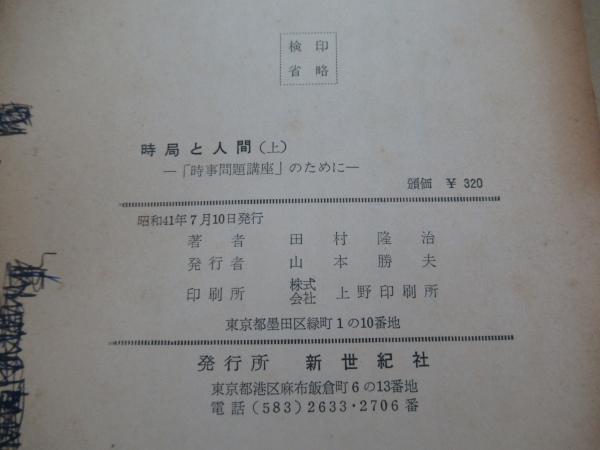 検印
省略
時局と人間(上)
―「時事問題講座」のために―
頒価 ¥ 320
昭和41年7月10日発行
著者 田村隆治
発行者 山本勝夫
印刷所 株式会社 上野印刷所
東京都墨田区緑町1の10番地
発行所 新世紀社
東京都港区麻布飯倉町6の13番地
電話(583)2633・2706番